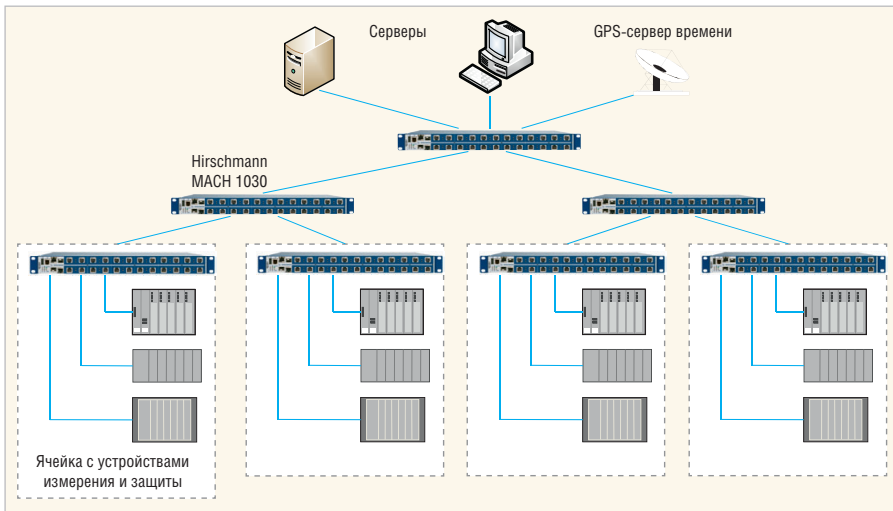 Серверы
GPS-сервер времени
Hirschmann
MACH 1030
Ячейка с устройствами
измерения и защиты